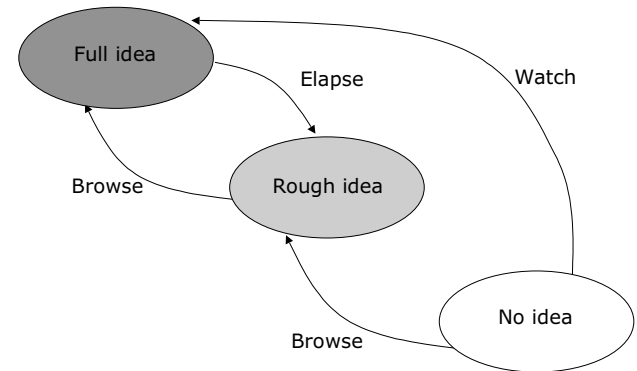 Full idea
Elapse
Watch
Browse
Rough idea
No idea
Browse